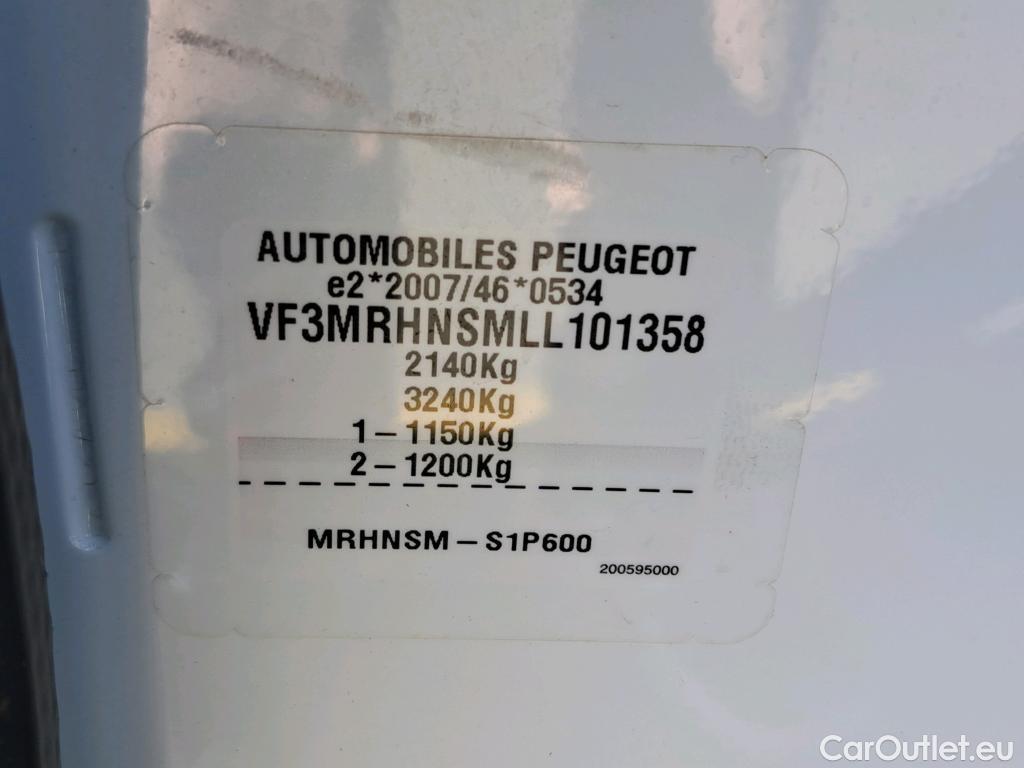 AUTOMOBILES PEUGEOT
e2*2007/46*0534
VF3MRHNSMLL101358
2140Kg
3240Kg
1-1150Kg
2-1200Kg
MRHNSM-S1P600
200595000
CarOutlet.eu